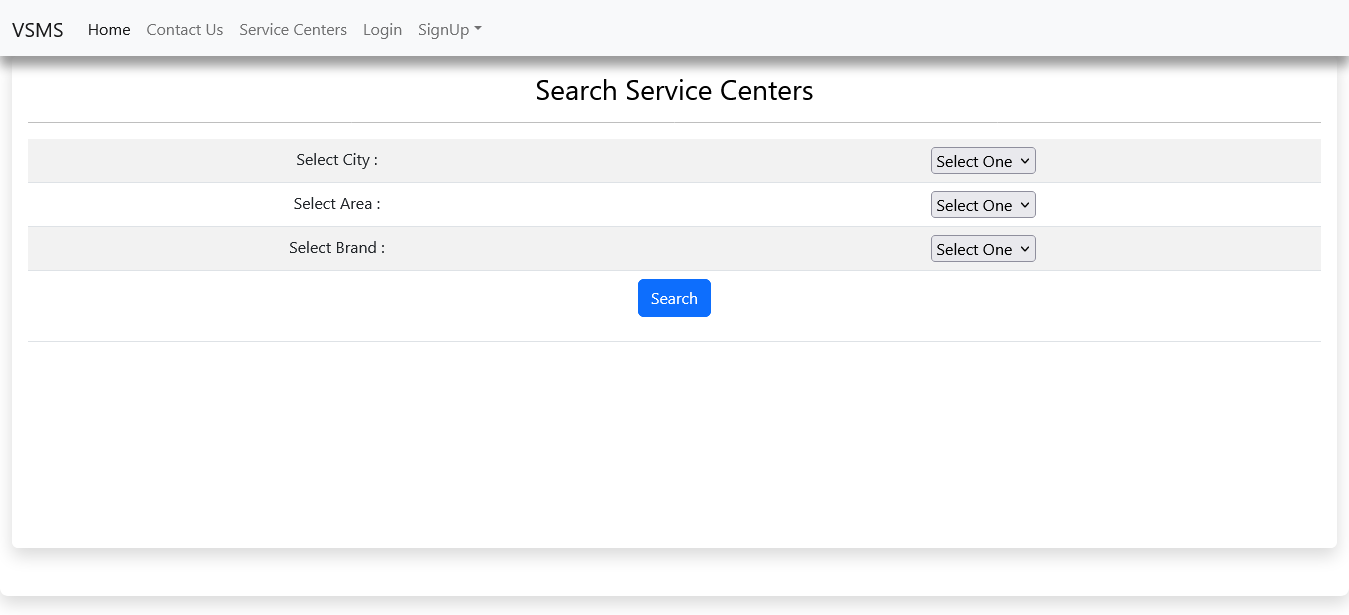 VSMS Home Contact Us Service Centers Login SignUp
Search Service Centers
Select City : Select One
Select Area : Select One
Select Brand : Select One
Search